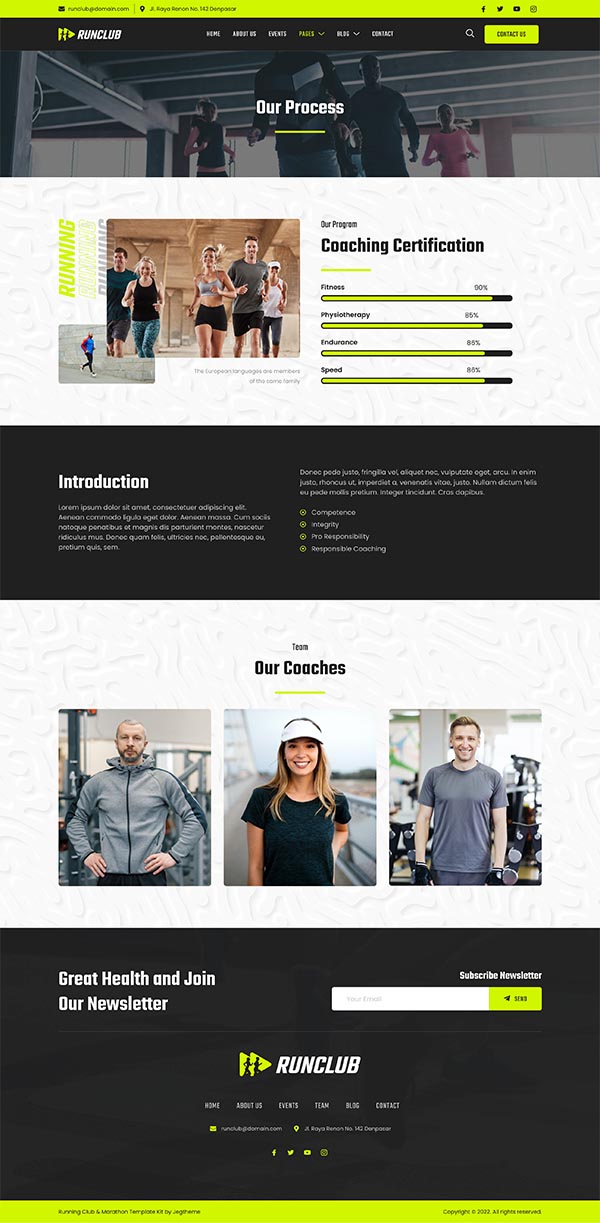 runclub@domain.com
Jl. Raya Renon No. 142 Denpasar
RUNCLUB
HOME ABOUT US EVENTS PAGES BLOG CONTACT
CONTACT US
Our Process
RUNNING
RUNNING
RUNNING
The European languages are members
of the same family
Our Program
Coaching Certification
Fitness 90%
Physiotherapy 85%
Endurance 86%
Speed 86%
Introduction
Lorem ipsum dolor sit amet, consectetuer adipiscing elit.
Aenean commodo ligula eget dolor. Aenean massa. Cum sociis
natoque penatibus et magnis dis parturient montes, nascetur
ridiculus mus. Donec quam felis, ultricies nec, pellentesque eu,
pretium quis, sem.
Donec pede justo, fringilla vel, aliquet nec, vulputate eget, arcu. In enim
justo, rhoncus ut, imperdiet a, venenatis vitae, justo. Nullam dictum felis
eu pede mollis pretium. Integer tincidunt. Cras dapibus.
Competence
Integrity
Pro Responsibility
Responsible Coaching
Team
Our Coaches
Great Health and Join
Our Newsletter
Subscribe Newsletter
Your Email
SEND
RUNCLUB
HOME ABOUT US EVENTS TEAM BLOG CONTACT
runclub@domain.com
Jl. Raya Renon No. 142 Denpasar
Running Club & Marathon Template Kit by Jegtheme
Copyright © 2022. All rights reserved.